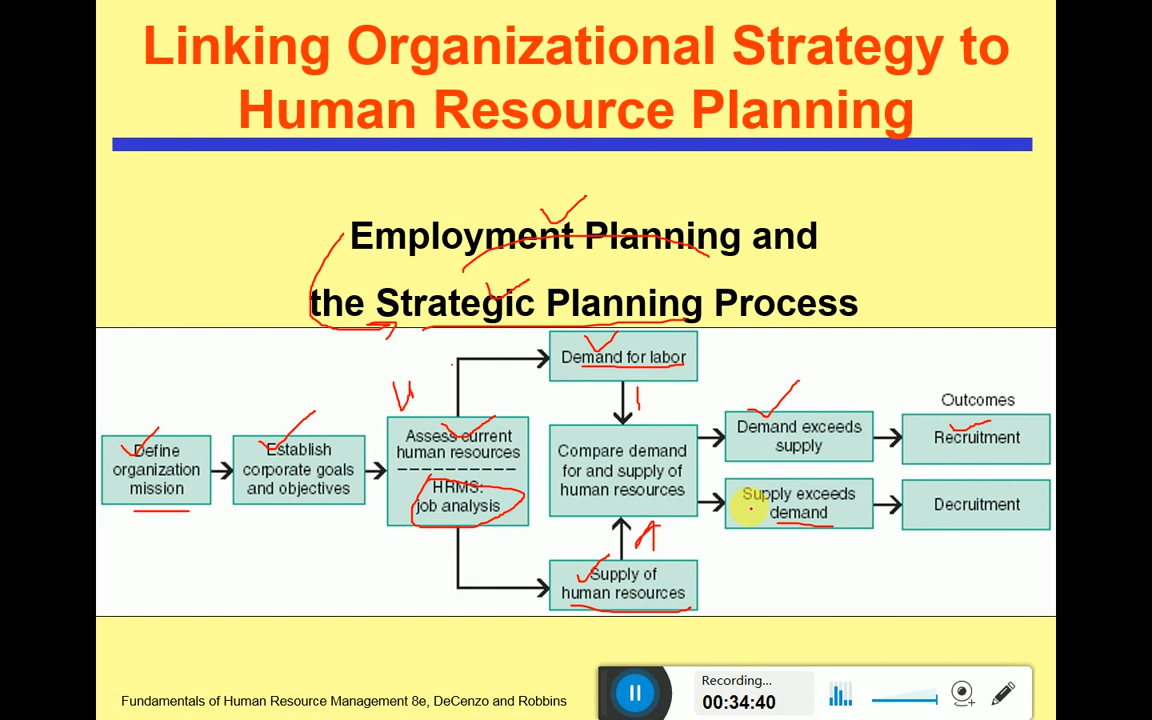 Linking Organizational Strategy to
Human Resource Planning
Employment Planning and
the Strategic Planning Process
Define
organization
mission
Establish
corporate goals
and objectives
Assess current
human resources
HRMS:
job analysis
Demand for labor
Compare demand
for and supply of
human resources
Supply of
human resources
Demand exceeds
supply
Supply exceeds
demand
Outcomes
Recruitment
Decruitment
Fundamentals of Human Resource Management 8e, DeCenzo and Robbins
Recording...
00:34:40